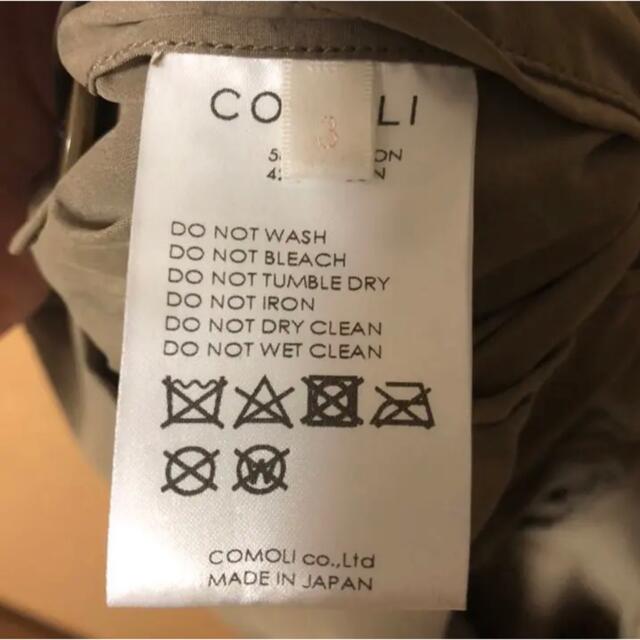 3
DO NOT WASH
DO NOT BLEACH
DO NOT TUMBLE DRY
DO NOT IRON
DO NOT DRY CLEAN
DO NOT WET CLEAN
W
COMOLI co.,Ltd
MADE IN JAPAN